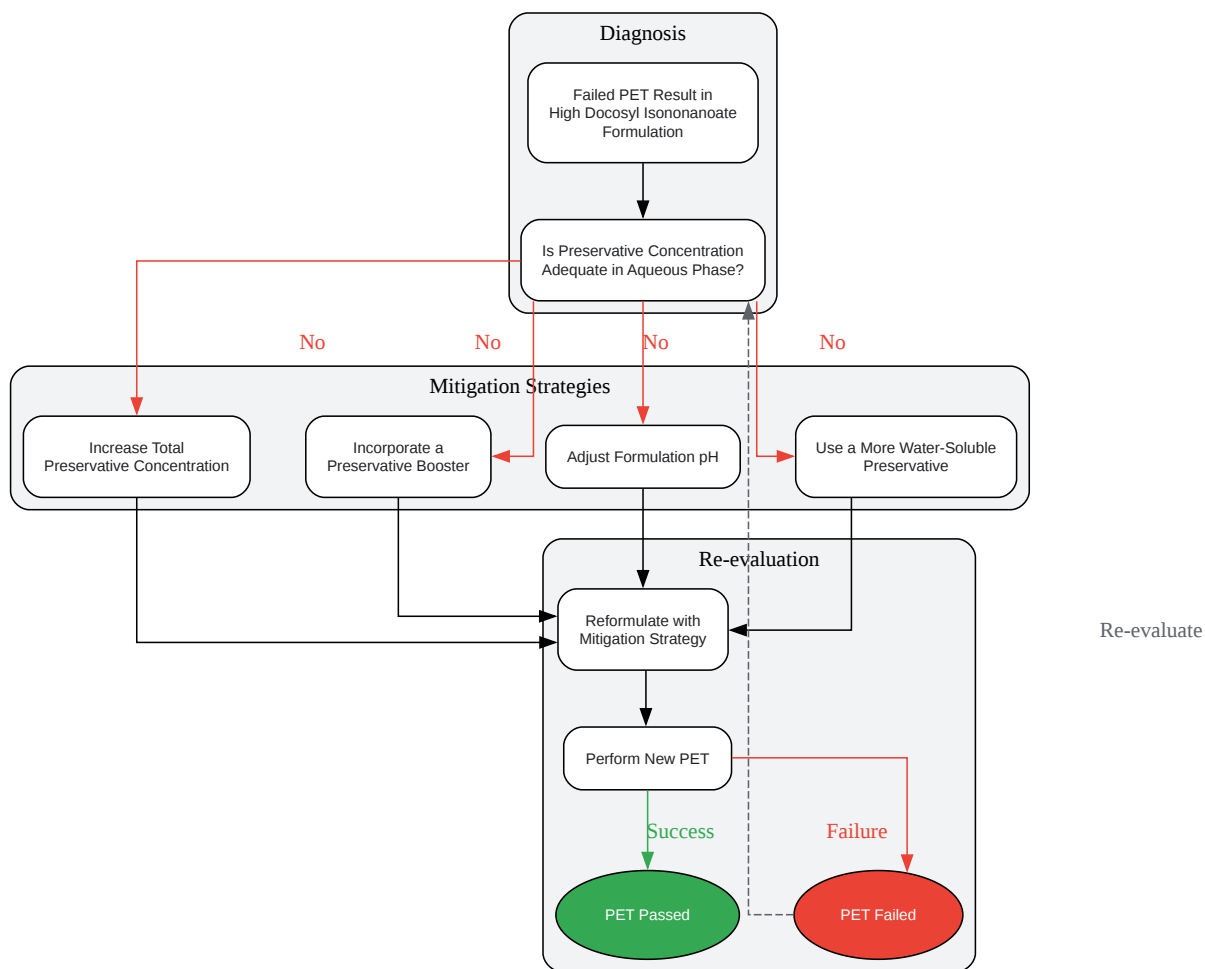 Diagnosis
Failed PET Result in
High Docosyl Isononanoate
Formulation
Is Preservative Concentration
Adequate in Aqueous Phase?
No
No
No
No
Mitigation Strategies
Increase Total
Preservative Concentration
Incorporate a
Preservative Booster
Adjust Formulation pH
Use a More Water-Soluble
Preservative
Re-evaluation
Reformulate with
Mitigation Strategy
Re-evaluate
Perform New PET
Success
Failure
PET Passed
PET Failed